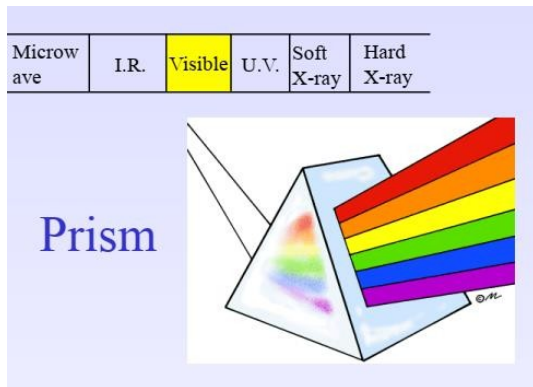 Microw
ave
I.R.
Visible
U.V.
Soft
X-ray
Hard
X-ray
Prism